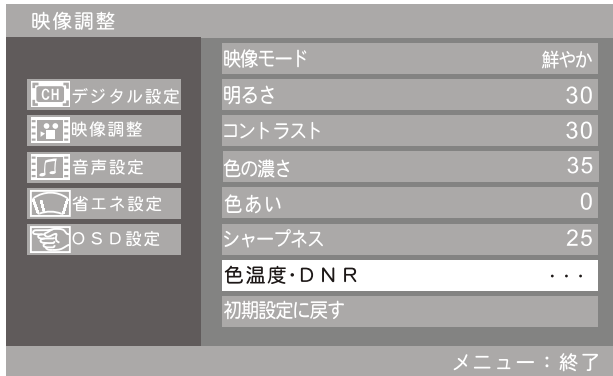 映像調整
CH デジタル設定
映像調整
音声設定
省エネ設定
OSD設定
映像モード 鮮やか
明るさ 30
コントラスト 30
色の濃さ 35
色あい 0
シャープネス 25
色温度・DNR ・・・
初期設定に戻す
メニュー：終了